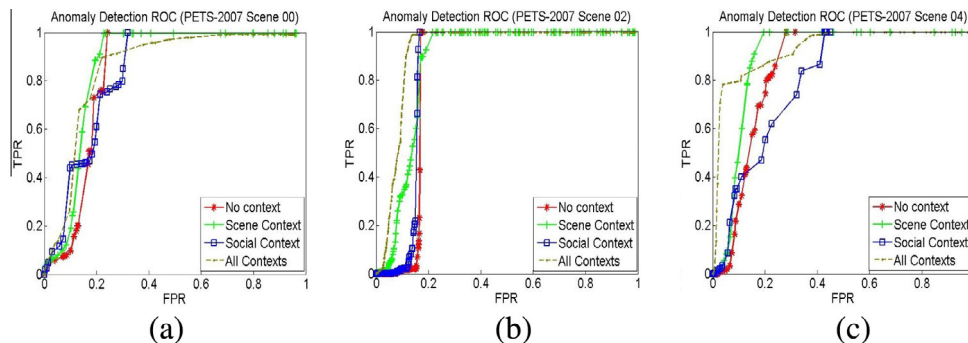 Anomaly Detection ROC (PETS-2007 Scene 00)
1
0.8
0.6
0.4
0.2
0
TPR
0 0.2 0.4 0.6 0.8 1
FPR
No context
Scene Context
Social Context
All Contexts
(a)
Anomaly Detection ROC (PETS-2007 Scene 02)
1
0.8
0.6
0.4
0.2
0
TPR
0 0.2 0.4 0.6 0.8 1
FPR
No context
Scene Context
Social Context
All Contexts
(b)
Anomaly Detection ROC (PETS-2007 Scene 04)
1
0.8
0.6
0.4
0.2
0
TPR
0 0.2 0.4 0.6 0.8
FPR
No context
Scene Context
Social Context
All Contexts
(c)